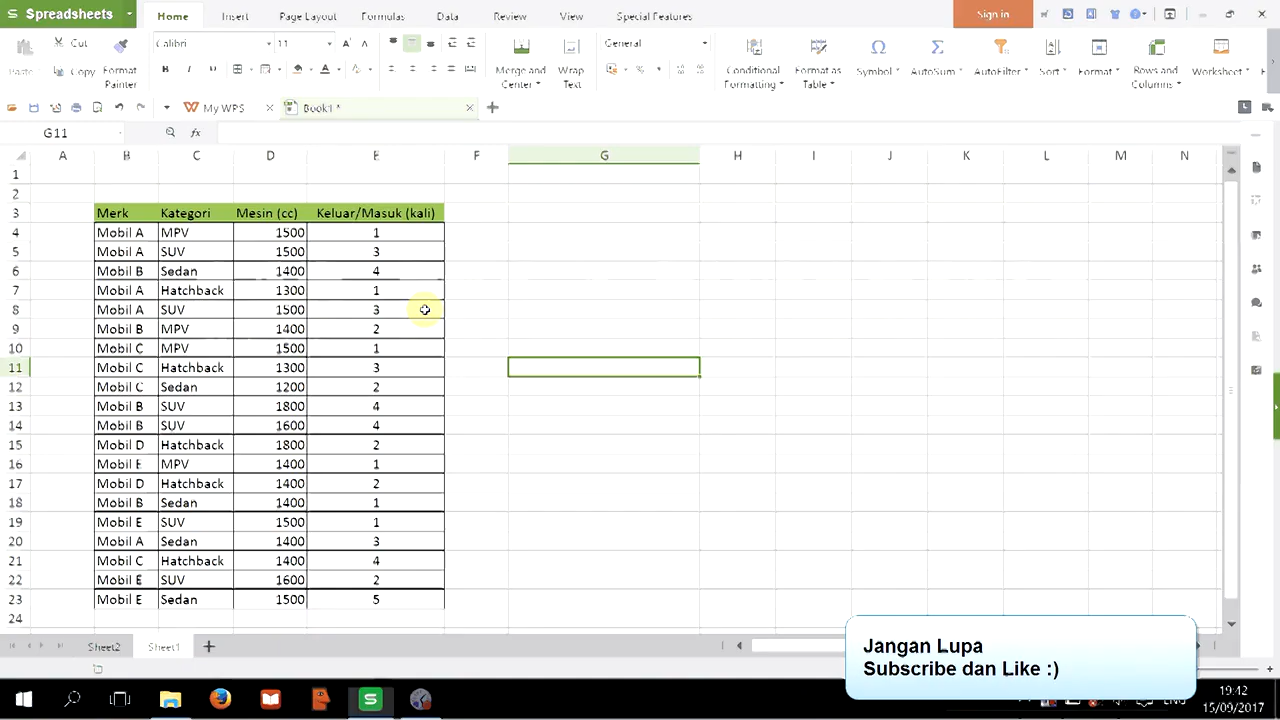 S Spreadsheets
Home Insert Page Layout Formulas Data Review View Special Features Sign in
Paste Cut Copy Format Painter
Calibri 11 General
Merge and Center Wrap Text Conditional Formatting Format as Table Symbol AutoSum AutoFilter Sort Format Rows and Columns Worksheet
My WPS Book1 *
G11 fx
A B C D E F G H I J K L M N
1
2
3 Merk Kategori Mesin (cc) Keluar/Masuk (kali)
4 Mobil A MPV 1500 1
5 Mobil A SUV 1500 3
6 Mobil B Sedan 1400 4
7 Mobil A Hatchback 1300 1
8 Mobil A SUV 1500 3
9 Mobil B MPV 1400 2
10 Mobil C MPV 1500 1
11 Mobil C Hatchback 1300 3
12 Mobil C Sedan 1200 2
13 Mobil B SUV 1800 4
14 Mobil B SUV 1600 4
15 Mobil D Hatchback 1800 2
16 Mobil E MPV 1400 1
17 Mobil D Hatchback 1400 2
18 Mobil B Sedan 1400 1
19 Mobil E SUV 1500 1
20 Mobil A Sedan 1400 3
21 Mobil C Hatchback 1400 4
22 Mobil E SUV 1600 2
23 Mobil E Sedan 1500 5
24
Sheet2 Sheet1
Jangan Lupa
Subscribe dan Like :)
19:42
15/09/2017